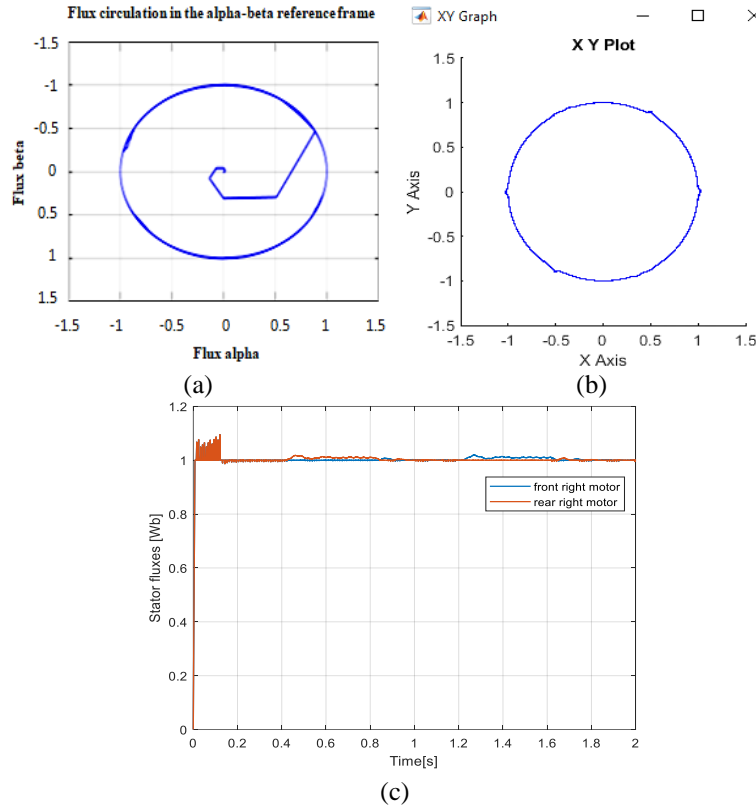 Flux circulation in the alpha-beta reference frame
-1.5
-1
-0.5
0
0.5
1
1.5
Flux beta
-1.5 -1 -0.5 0 0.5 1 1.5
Flux alpha
(a)
XY Graph
X Y Plot
1.5
1
0.5
0
-0.5
-1
-1.5
Y Axis
-1.5 -1 -0.5 0 0.5 1 1.5
X Axis
(b)
1.2
1
0.8
0.6
0.4
0.2
0
Stator fluxes [Wb]
front right motor
rear right motor
0 0.2 0.4 0.6 0.8 1 1.2 1.4 1.6 1.8 2
Time[s]
(c)